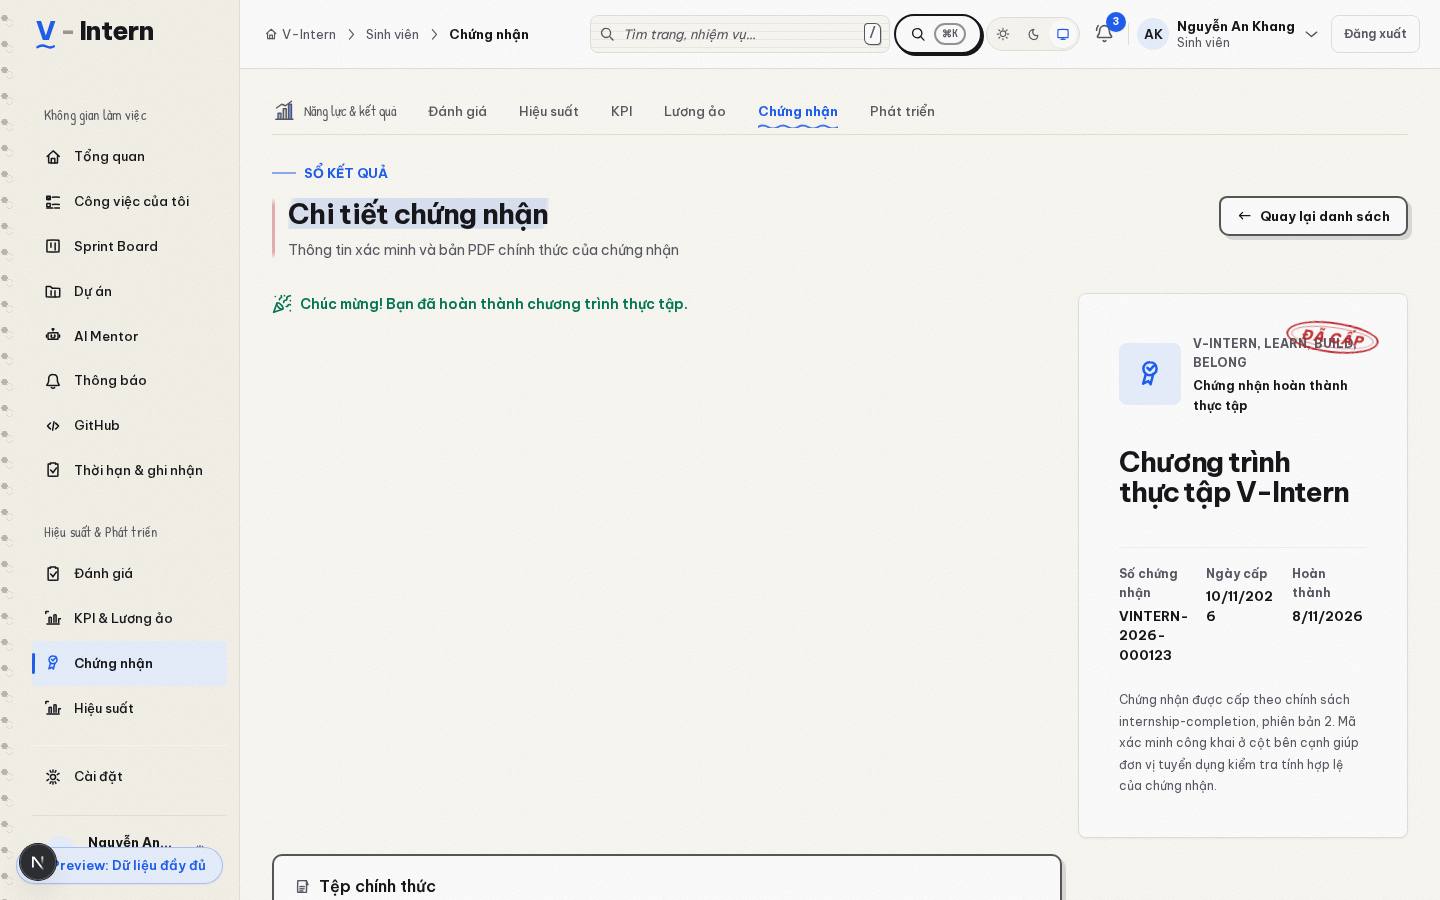 V - Intern
Không gian làm việc
Tổng quan
Công việc của tôi
Sprint Board
Dự án
AI Mentor
Thông báo
GitHub
Thời hạn & ghi nhận
Hiệu suất & Phát triển
Đánh giá
KPI & Lương ảo
Chứng nhận
Hiệu suất
Cài đặt
Nguyễn An...
N
Preview: Dữ liệu đầy đủ
V-Intern
Sinh viên
Chứng nhận
Tìm trang, nhiệm vụ...
/
⌘K
3
AK
Nguyễn An Khang
Sinh viên
Đăng xuất
Năng lực & kết quả
Đánh giá
Hiệu suất
KPI
Lương ảo
Chứng nhận
Phát triển
SỔ KẾT QUẢ
Chi tiết chứng nhận
Thông tin xác minh và bản PDF chính thức của chứng nhận
Quay lại danh sách
Chúc mừng! Bạn đã hoàn thành chương trình thực tập.
ĐÃ CẤP
V-INTERN, LEARN, BUILD,
BELONG
Chứng nhận hoàn thành
thực tập
Chương trình
thực tập V-Intern
Số chứng
nhận
VINTERN-
2026-
000123
Ngày cấp
10/11/202
6
Hoàn
thành
8/11/2026
Chứng nhận được cấp theo chính sách
internship-completion, phiên bản 2. Mã
xác minh công khai ở cột bên cạnh giúp
đơn vị tuyển dụng kiểm tra tính hợp lệ
của chứng nhận.
Tệp chính thức